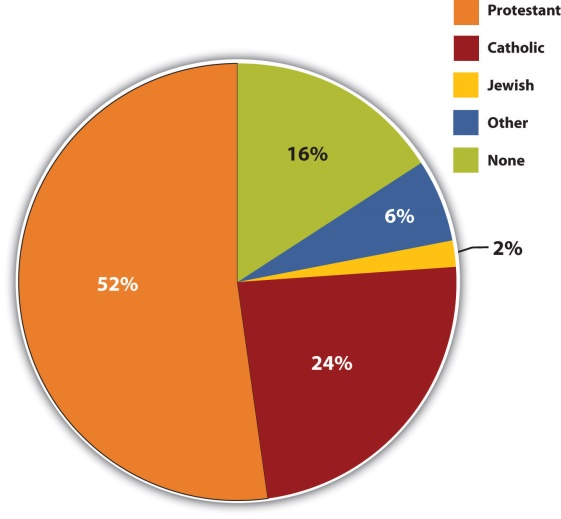 Protestant
Catholic
Jewish
Other
None
16%
6%
2%
52%
24%